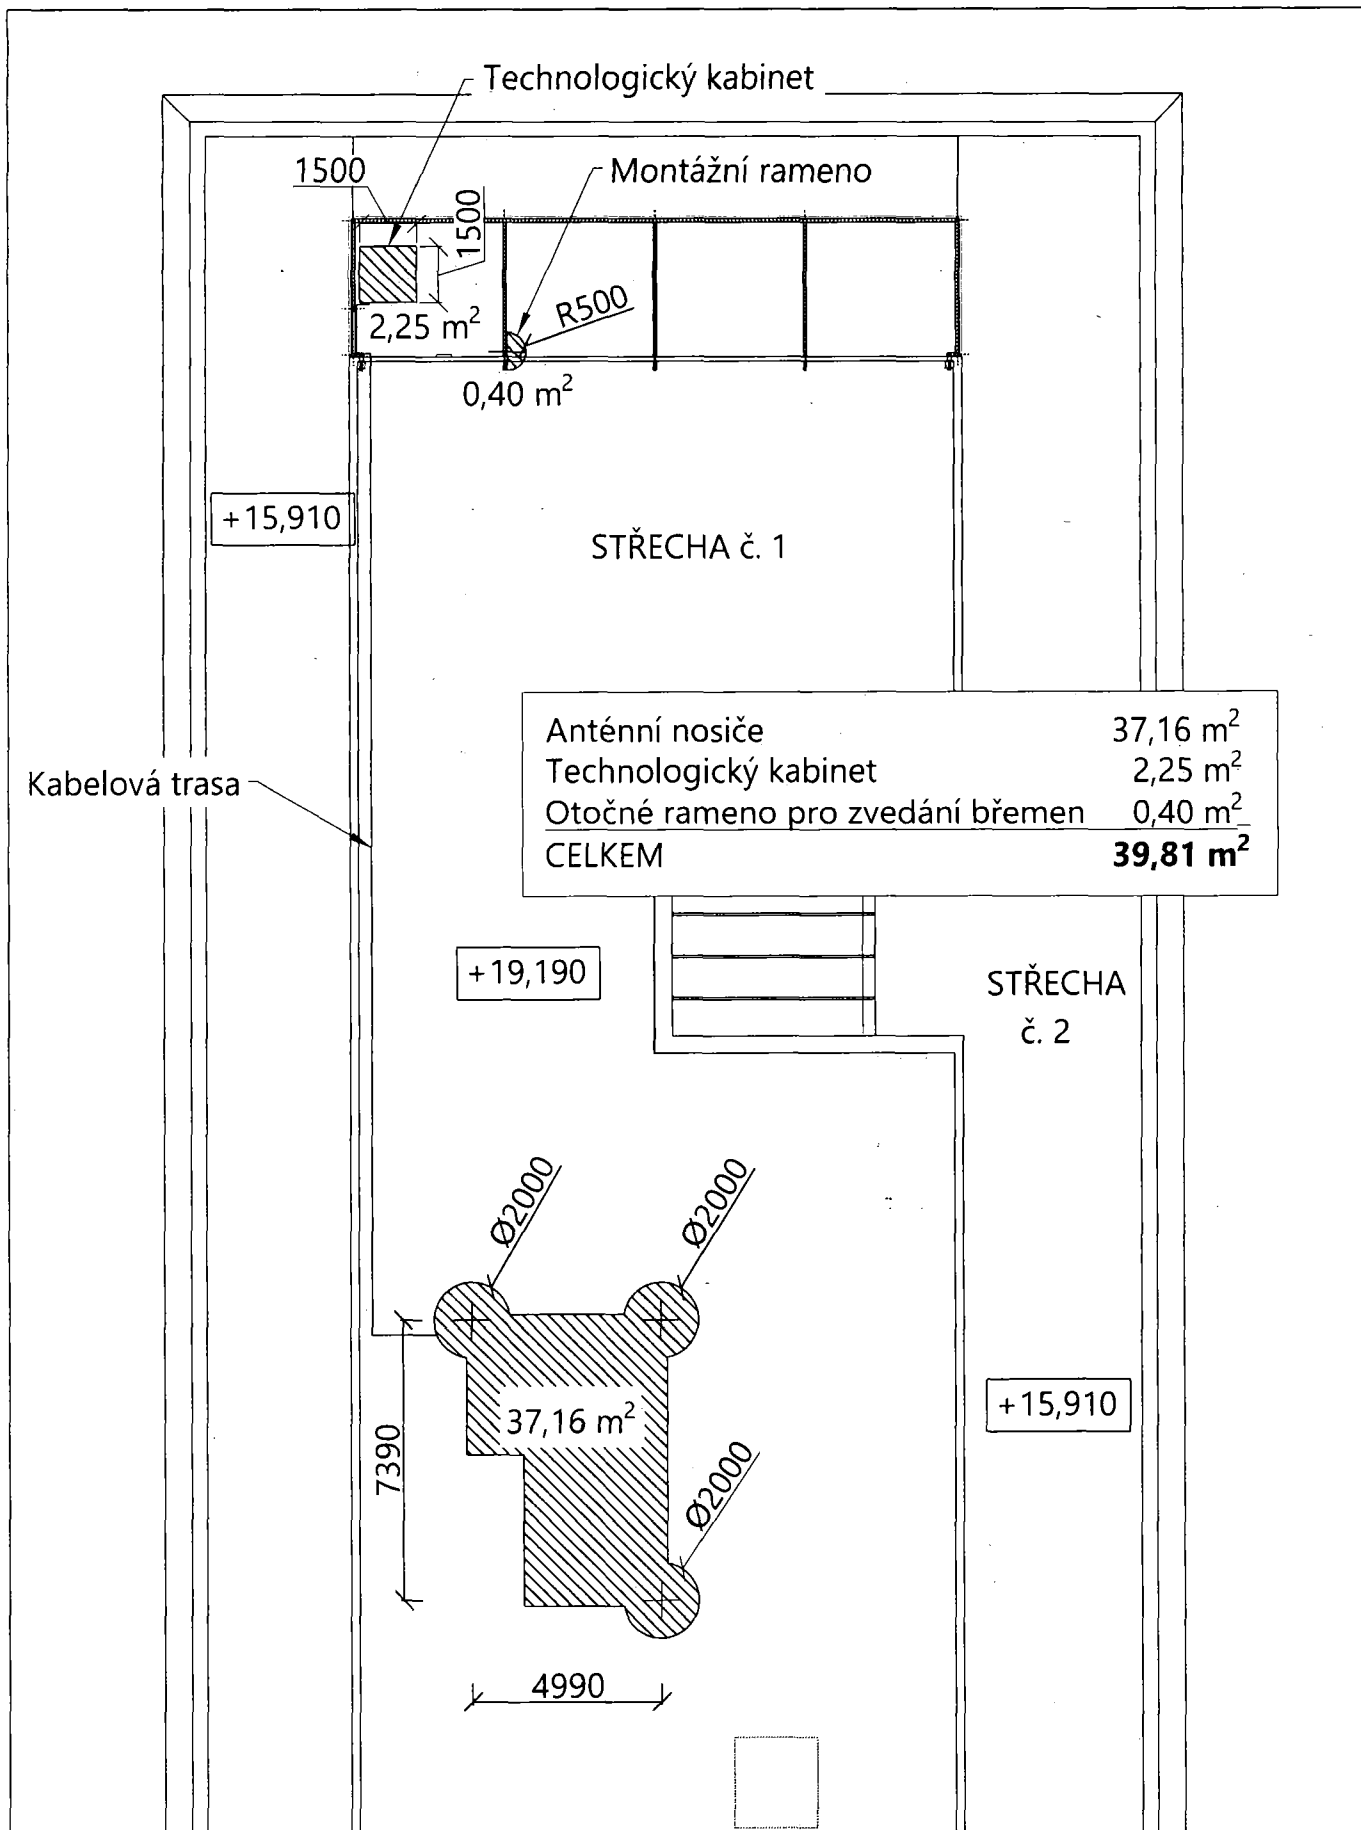 Technologický kabinet
1500
Montážní rameno
1500
R500
2,25 m²
0,40 m²
+15,910
STŘECHA č. 1
Anténní nosiče 37,16 m²
Technologický kabinet 2,25 m²
Otočné rameno pro zvedání břemen 0,40 m²
CELKEM 39,81 m²
Kabelová trasa
+19,190
STŘECHA
č. 2
Ø2000
Ø2000
37,16 m²
+15,910
7390
Ø2000
4990